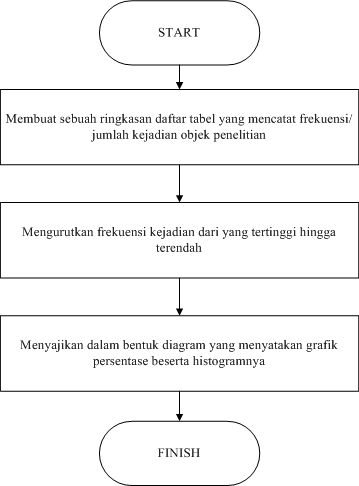 START
Membuat sebuah ringkasan daftar tabel yang mencatat frekuensi/
jumlah kejadian objek penelitian
Mengurutkan frekuensi kejadian dari yang tertinggi hingga
terendah
Menyajikan dalam bentuk diagram yang menyatakan grafik
persentase beserta histogramnya
FINISH